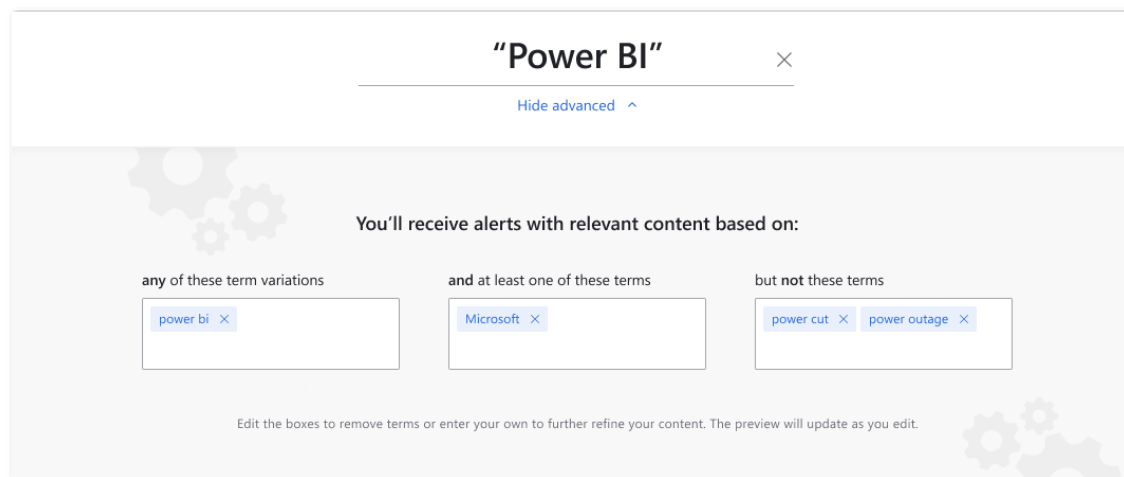 “Power BI”
Hide advanced
You’ll receive alerts with relevant content based on:
any of these term variations
and at least one of these terms
but not these terms
power bi
Microsoft
power cut
power outage
Edit the boxes to remove terms or enter your own to further refine your content. The preview will update as you edit.